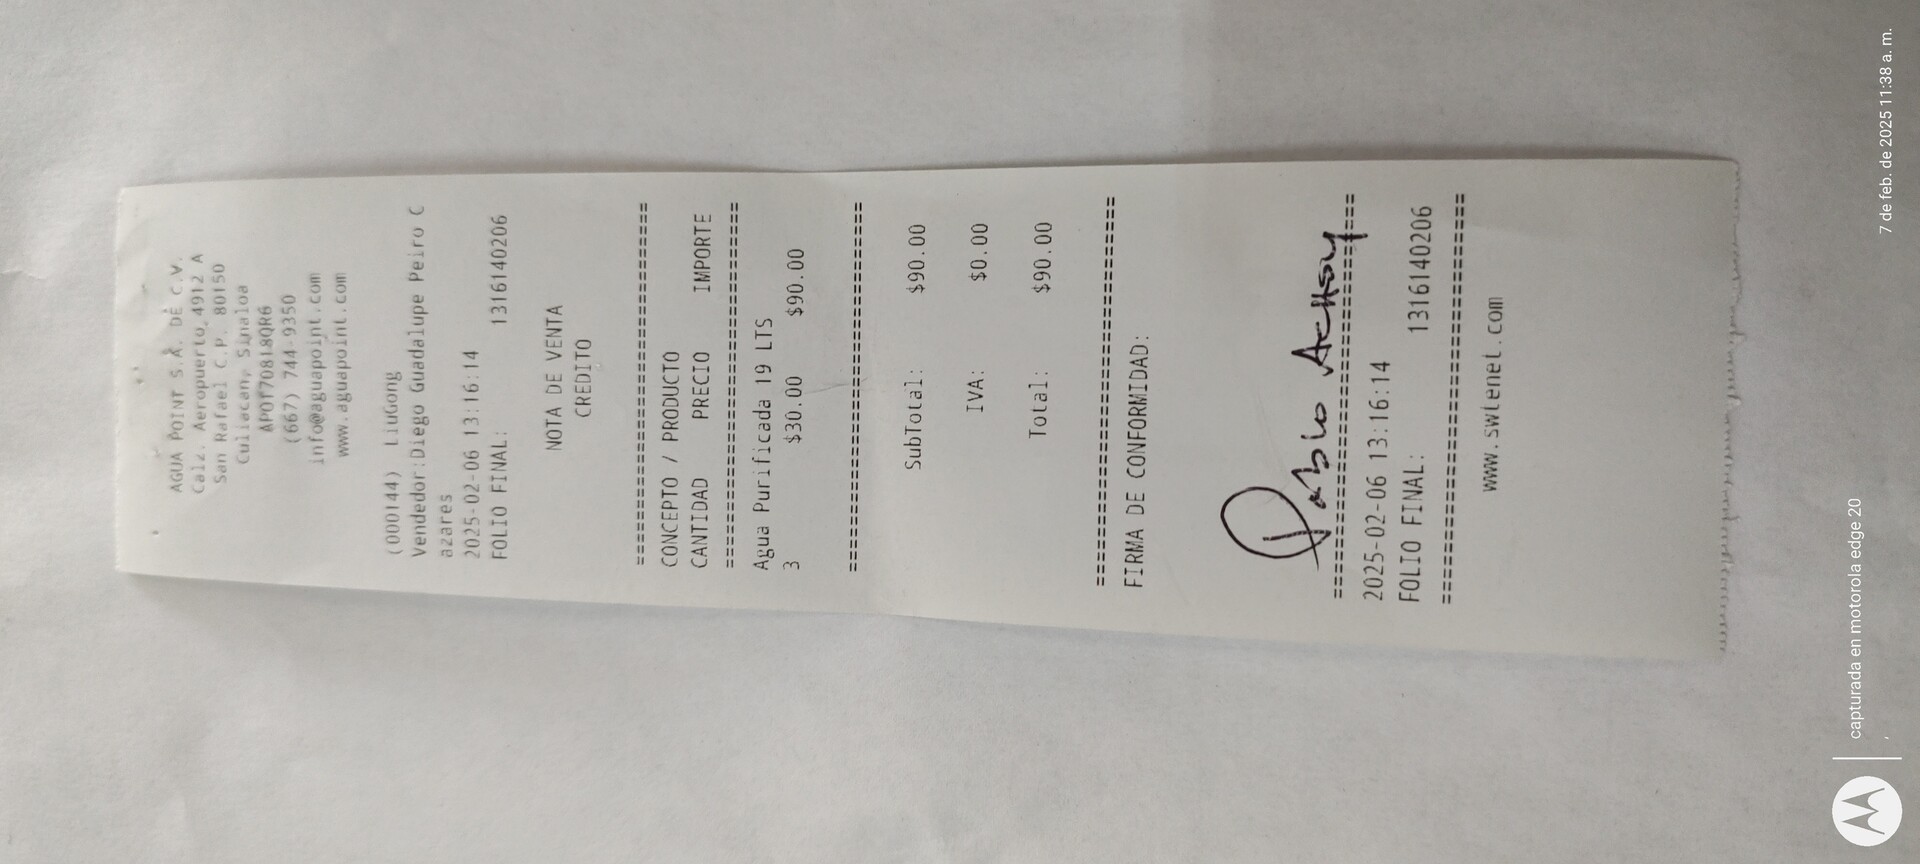 AGUA POINT S.A. DE C.V.
Calz. Aeropuerto 4912 A
San Rafael C.P. 80150
Culiacan, Sinaloa
APO170818QR6
(667) 744-9350
info@aguapoint.com
www.aguapoint.com
(000144) LiuGong
Vendedor:Diego Guadalupe Peiro C
azares
2025-02-06 13:16:14
FOLIO FINAL: 1316140206
NOTA DE VENTA
CREDITO
================================
CONCEPTO / PRODUCTO
CANTIDAD PRECIO IMPORTE
================================
Agua Purificada 19 LTS
3 $30.00 $90.00
================================
SubTotal: $90.00
IVA: $0.00
Total: $90.00
================================
FIRMA DE CONFORMIDAD:
Pablo
================================
2025-02-06 13:16:14
FOLIO FINAL: 1316140206
================================
www.swlenel.com
capturada en motorola edge 20
7 de feb. de 2025 11:38 a. m.